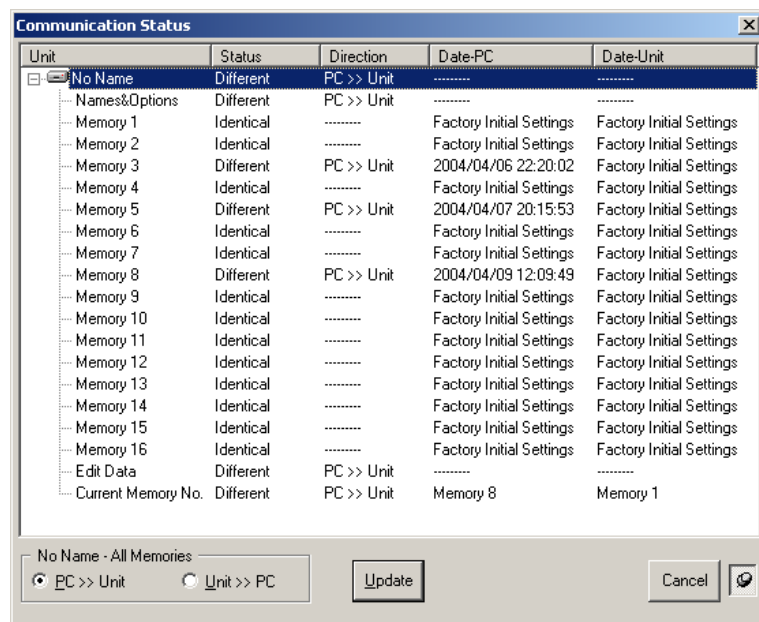 Communication Status
Unit Status Direction Date-PC Date-Unit
No Name Different PC >> Unit --------- ---------
Names&Options Different PC >> Unit --------- ---------
Memory 1 Identical --------- Factory Initial Settings Factory Initial Settings
Memory 2 Identical --------- Factory Initial Settings Factory Initial Settings
Memory 3 Different PC >> Unit 2004/04/06 22:20:02 Factory Initial Settings
Memory 4 Identical --------- Factory Initial Settings Factory Initial Settings
Memory 5 Different PC >> Unit 2004/04/07 20:15:53 Factory Initial Settings
Memory 6 Identical --------- Factory Initial Settings Factory Initial Settings
Memory 7 Identical --------- Factory Initial Settings Factory Initial Settings
Memory 8 Different PC >> Unit 2004/04/09 12:09:49 Factory Initial Settings
Memory 9 Identical --------- Factory Initial Settings Factory Initial Settings
Memory 10 Identical --------- Factory Initial Settings Factory Initial Settings
Memory 11 Identical --------- Factory Initial Settings Factory Initial Settings
Memory 12 Identical --------- Factory Initial Settings Factory Initial Settings
Memory 13 Identical --------- Factory Initial Settings Factory Initial Settings
Memory 14 Identical --------- Factory Initial Settings Factory Initial Settings
Memory 15 Identical --------- Factory Initial Settings Factory Initial Settings
Memory 16 Identical --------- Factory Initial Settings Factory Initial Settings
Edit Data Different PC >> Unit --------- ---------
Current Memory No. Different PC >> Unit Memory 8 Memory 1
No Name - All Memories
PC >> Unit Unit >> PC Update Cancel